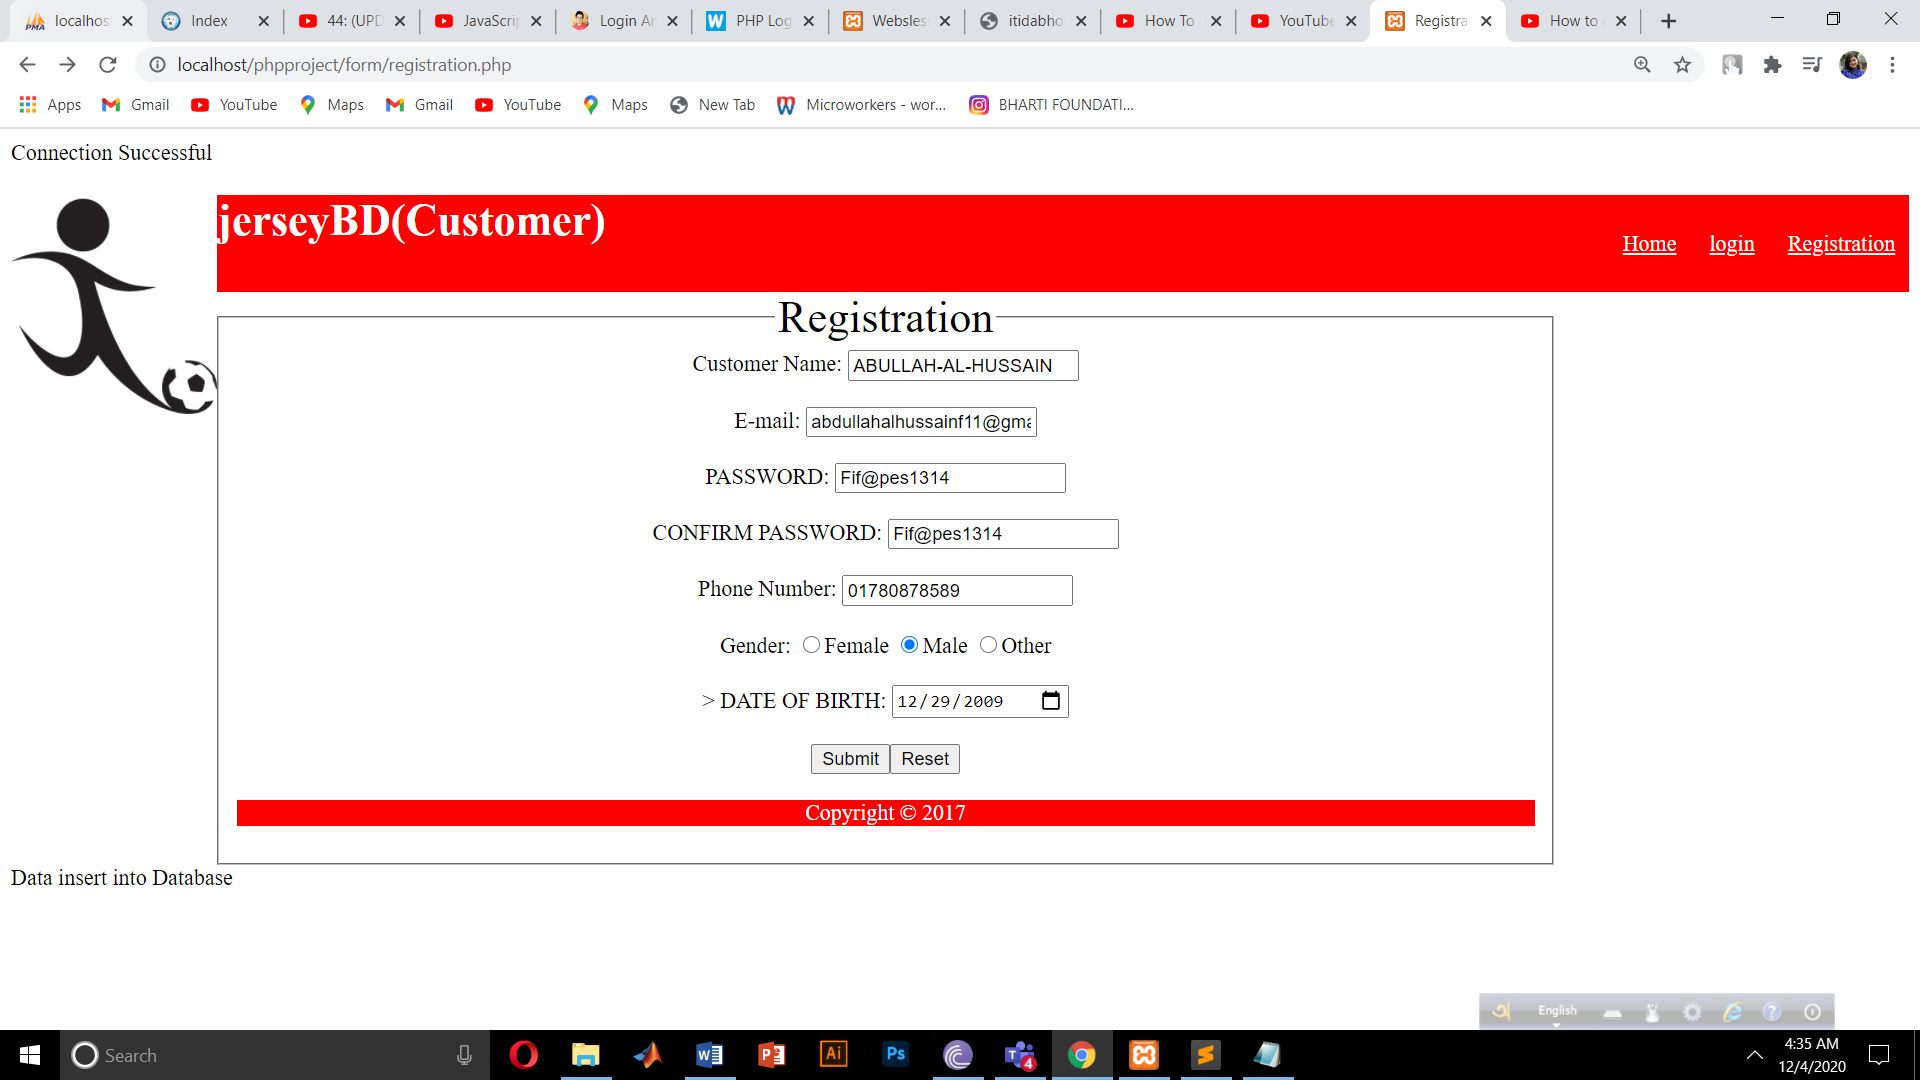 localhos Index 44: (UPD JavaScrip Login An PHP Log Websles itidabho How To YouTube Registra How to
localhost/phpproject/form/registration.php
Apps Gmail YouTube Maps Gmail YouTube Maps New Tab Microworkers - wor... BHARTI FOUNDATI...
Connection Successful
jerseyBD(Customer)
Home login Registration
Registration
Customer Name: ABULLAH-AL-HUSSAIN
E-mail: abdullahalhussainf11@gma
PASSWORD: Fif@pes1314
CONFIRM PASSWORD: Fif@pes1314
Phone Number: 01780878589
Gender: Female Male Other
> DATE OF BIRTH: 12/29/2009
Submit Reset
Copyright © 2017
Data insert into Database
English
Search
4:35 AM
12/4/2020